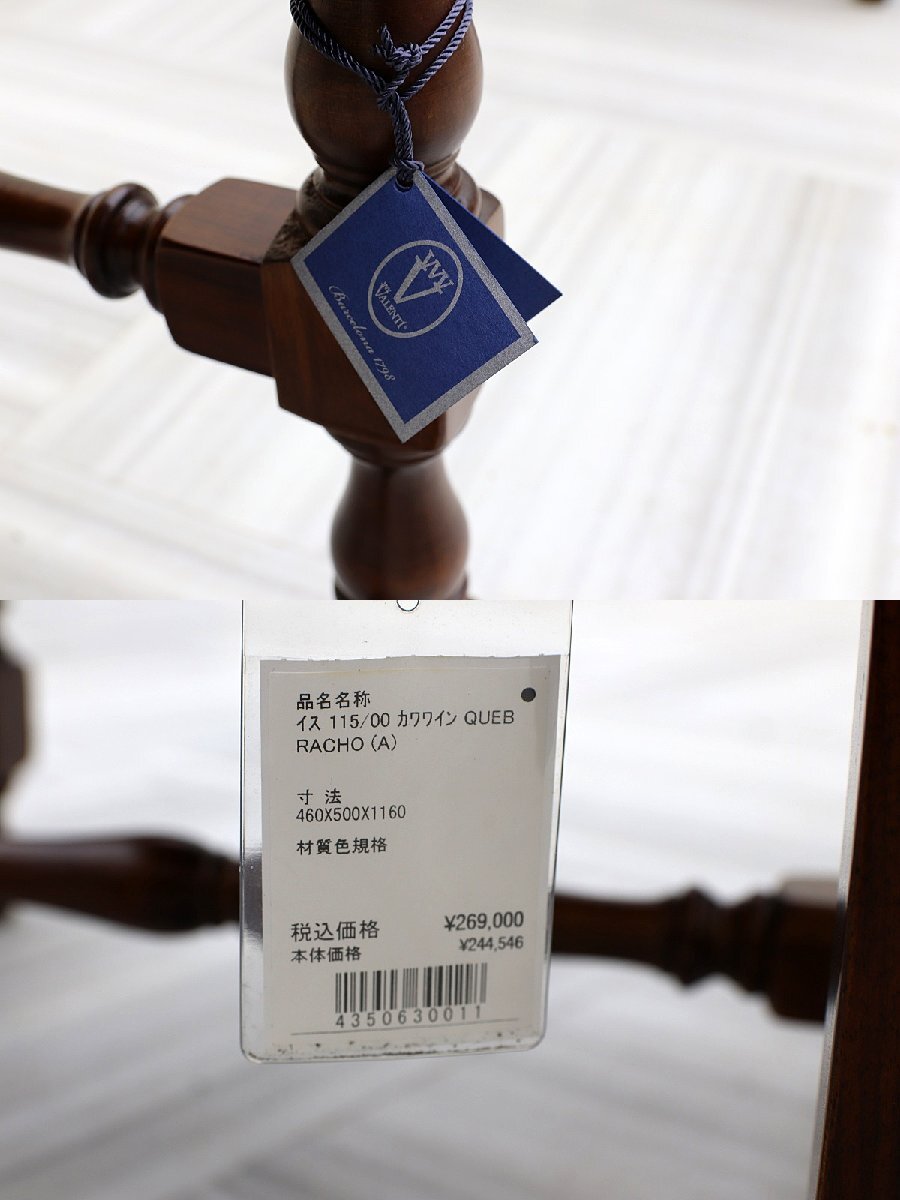 VVV
VALENTI®
Barcelona 1798
品名名称
イス 115/00 カワワイン QUEB
RACHO (A)
寸 法
460X500X1160
材質色規格
税込価格 ¥269,000
本体価格 ¥244,546
4350630011